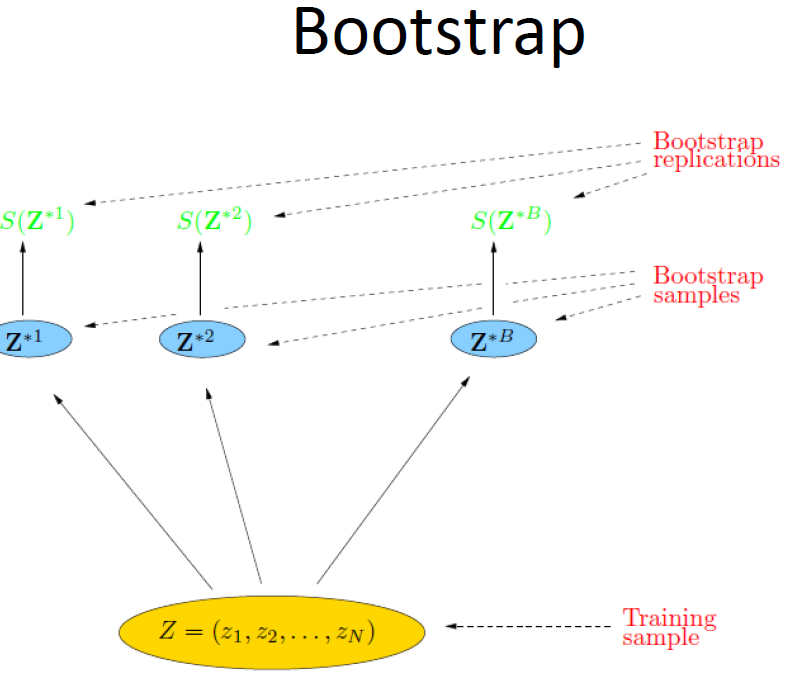 Bootstrap
Bootstrap
replications
S(Z*1) S(Z*2) S(Z*B)
Bootstrap
samples
Z*1 Z*2 Z*B
Z = (z1, z2, . . . , zN)
Training
sample